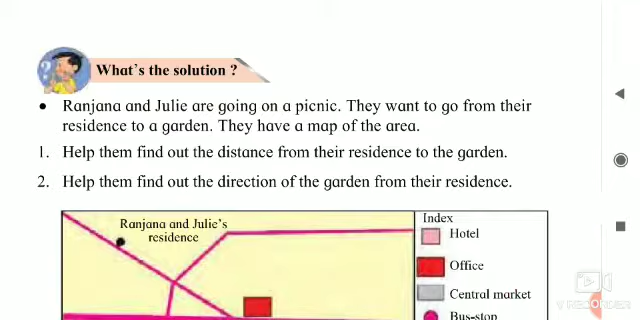 What's the solution ?
• Ranjana and Julie are going on a picnic. They want to go from their
residence to a garden. They have a map of the area.
1. Help them find out the distance from their residence to the garden.
2. Help them find out the direction of the garden from their residence.
Ranjana and Julie's
residence
Index
Hotel
Office
Central market
Bus-stop
V RECORDER